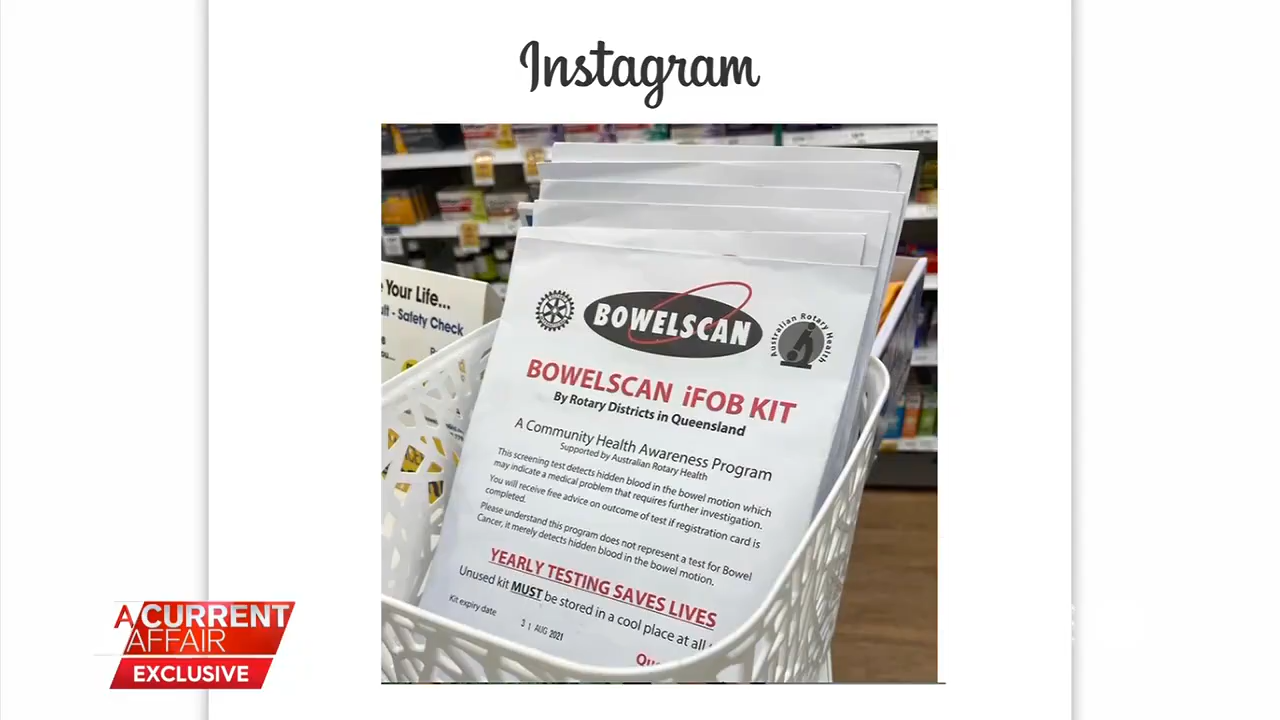 Instagram
e Your Life...
ult - Safety Check
BOWELSCAN
Australian Rotary Health
BOWELSCAN iFOB KIT
By Rotary Districts in Queensland
A Community Health Awareness Program
Supported by Australian Rotary Health
This screening test detects hidden blood in the bowel motion which
may indicate a medical problem that requires further investigation.
You will receive free advice on outcome of test if registration card is
completed.
Please understand this program does not represent a test for Bowel
Cancer, it merely detects hidden blood in the bowel motion.
YEARLY TESTING SAVES LIVES
Unused kit MUST be stored in a cool place at all
Kit expiry date
31 AUG 2021
A CURRENT
AFFAIR
EXCLUSIVE